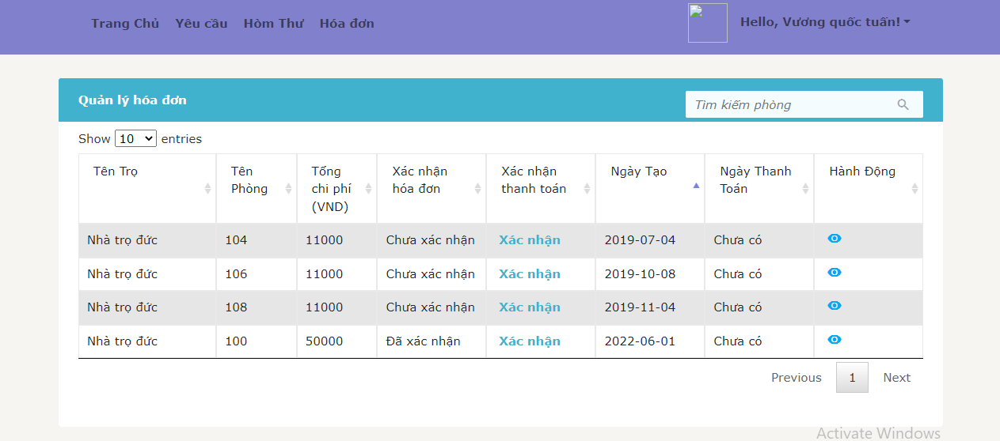 Trang Chủ Yêu cầu Hòm Thư Hóa đơn Hello, Vương quốc tuấn!
Quản lý hóa đơn Tìm kiếm phòng
Show 10 entries
Tên Trọ Tên Phòng Tổng chi phí (VND) Xác nhận hóa đơn Xác nhận thanh toán Ngày Tạo Ngày Thanh Toán Hành Động
Nhà trọ đức 104 11000 Chưa xác nhận Xác nhận 2019-07-04 Chưa có
Nhà trọ đức 106 11000 Chưa xác nhận Xác nhận 2019-10-08 Chưa có
Nhà trọ đức 108 11000 Chưa xác nhận Xác nhận 2019-11-04 Chưa có
Nhà trọ đức 100 50000 Đã xác nhận Xác nhận 2022-06-01 Chưa có
Previous 1 Next
Activate Windows